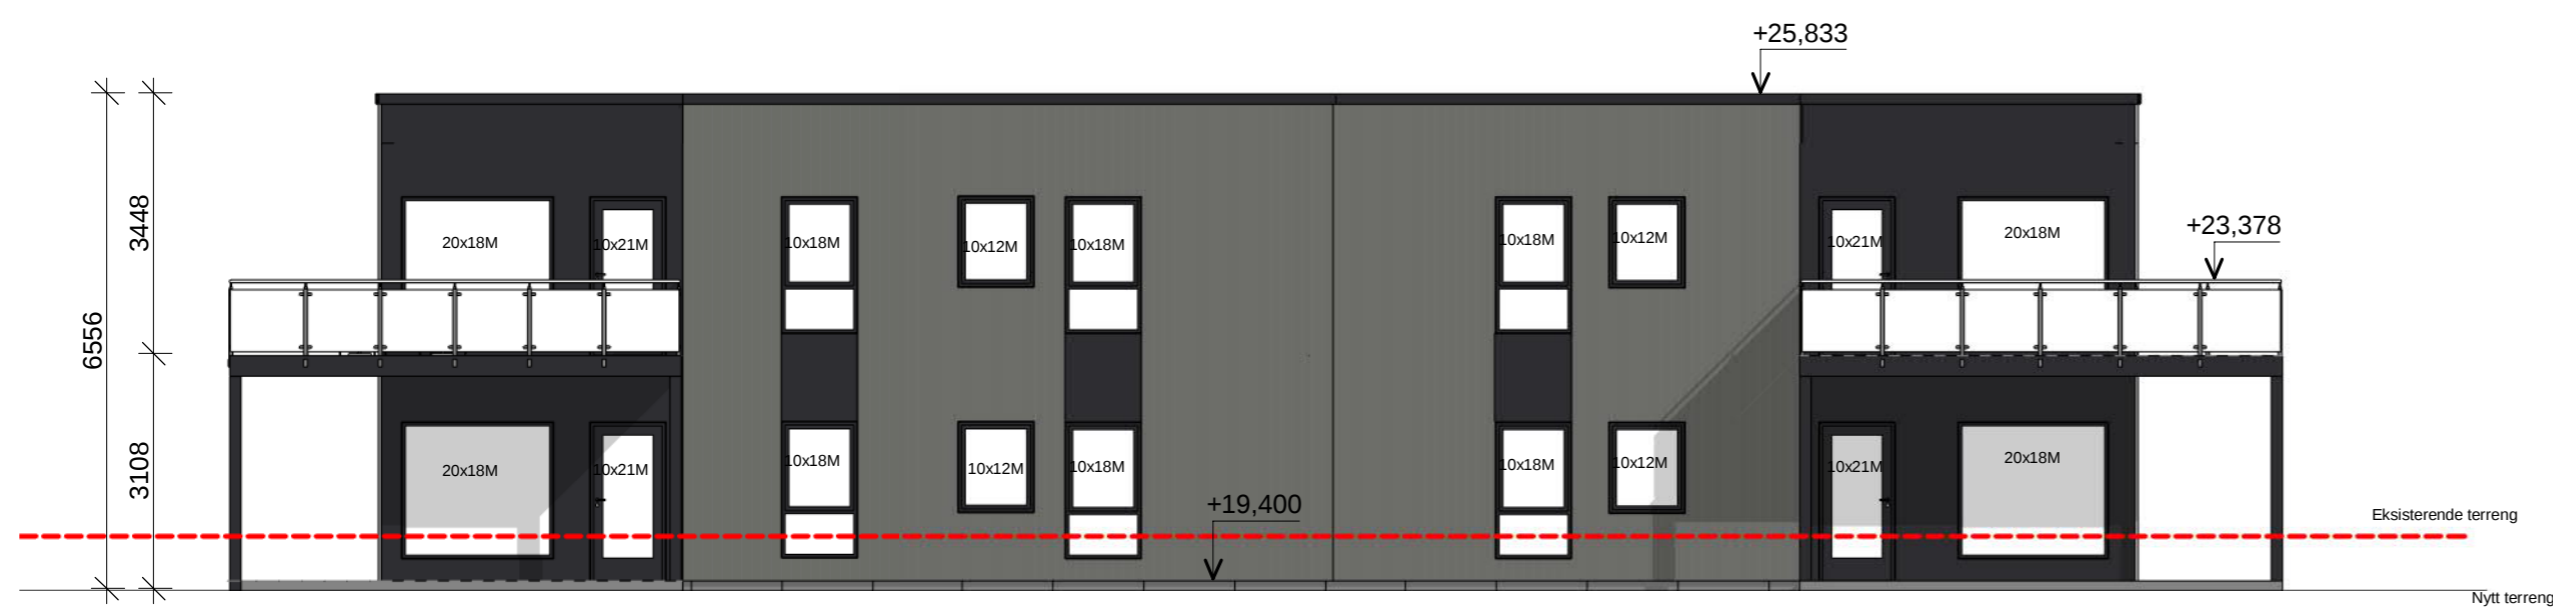 +25,833
3448
+23,378
20x18M
10x21M
10x18M
10x12M
10x18M
10x18M
10x12M
10x21M
20x18M
6556
3108
20x18M
10x21M
10x18M
10x12M
10x18M
10x18M
10x12M
10x21M
20x18M
+19,400
Eksisterende terreng
Nytt terreng